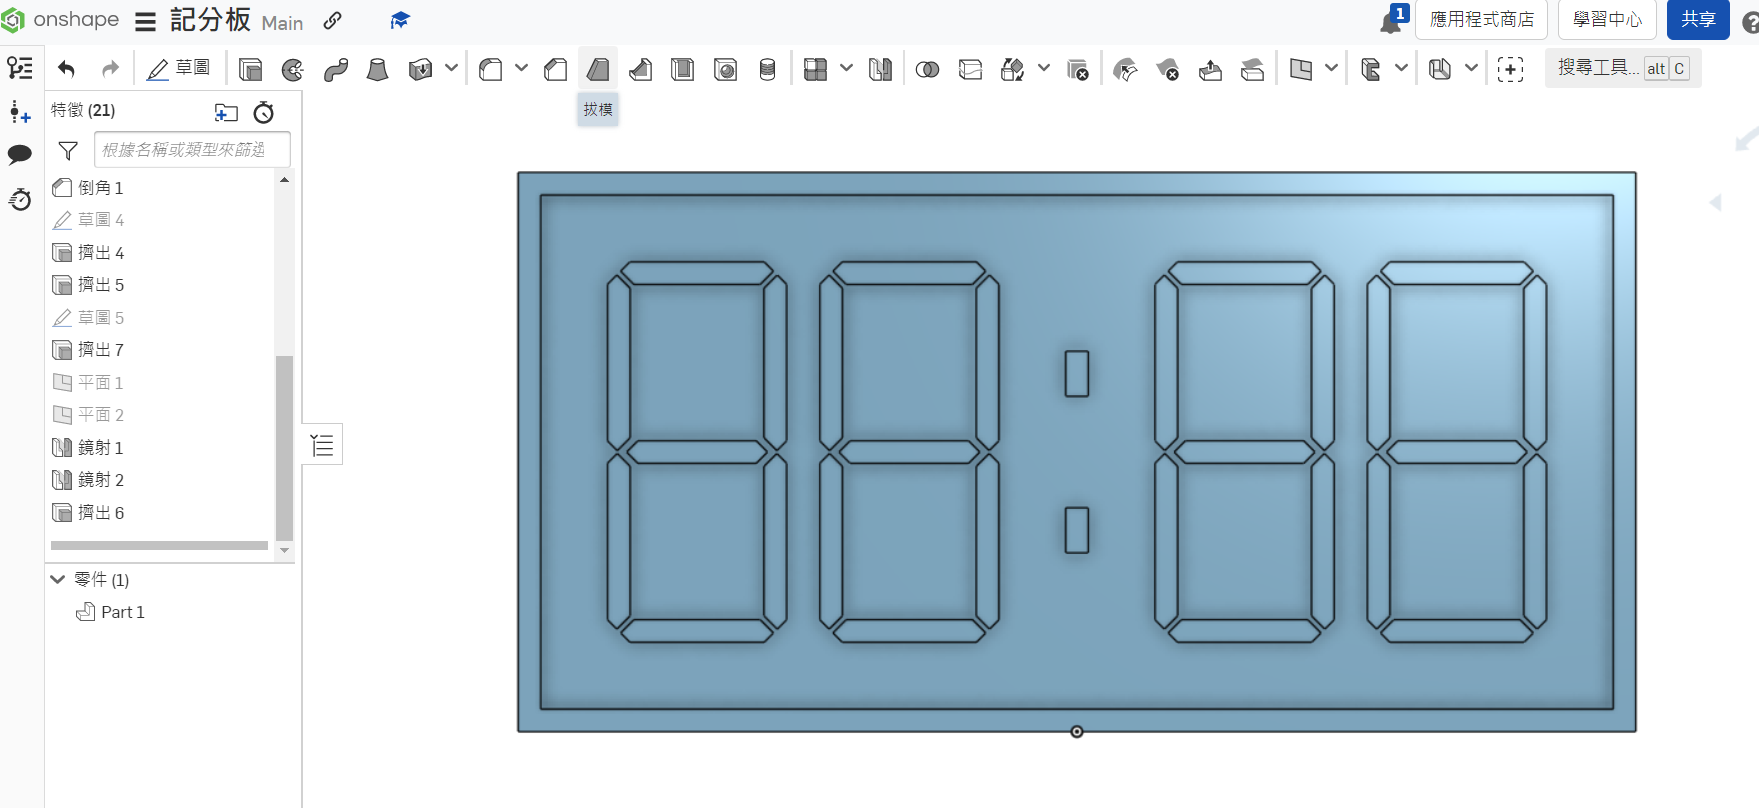 onshape 記分板 Main
1 應用程式商店 學習中心 共享 ?
草圖 搜尋工具... alt C
拔模
特徵 (21)
根據名稱或類型來篩選
倒角 1
草圖 4
擠出 4
擠出 5
草圖 5
擠出 7
平面 1
平面 2
鏡射 1
鏡射 2
擠出 6
零件 (1)
Part 1